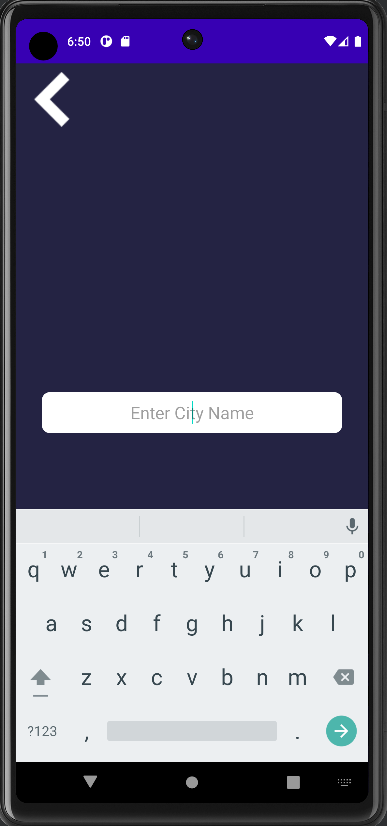 6:50
Enter City Name
1 2 3 4 5 6 7 8 9 0
q w e r t y u i o p
a s d f g h j k l
z x c v b n m
?123 , .